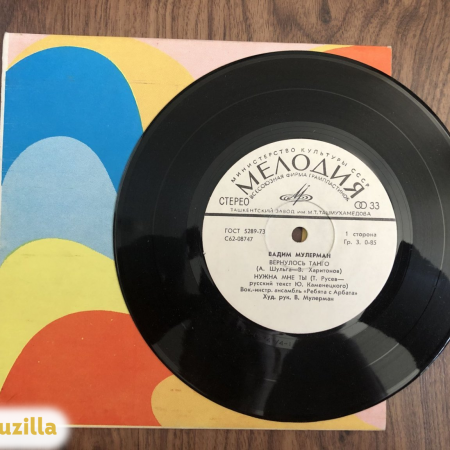 МИНИСТЕРСТВО КУЛЬТУРЫ СССР
МЕЛОДИЯ
ВСЕСОЮЗНАЯ ФИРМА ГРАМПЛАСТИНОК
СТЕРЕО
33
ТАШКЕНТСКИЙ ЗАВОД им. М.Т.ТАШМУХАМЕДОВА
ГОСТ 5289-73
С62-08747
1 сторона
Гр. 3. 0-85
ВАДИМ МУЛЕРМАН
ВЕРНУЛОСЬ ТАНГО
(А. Шульга—В. Харитонов)
НУЖНА МНЕ ТЫ (Т. Русев—
русский текст Ю. Каменецкого)
Вок.-инстр. ансамбль «Ребята с Арбата»
Худ. рук. В. Мулерман
uzilla